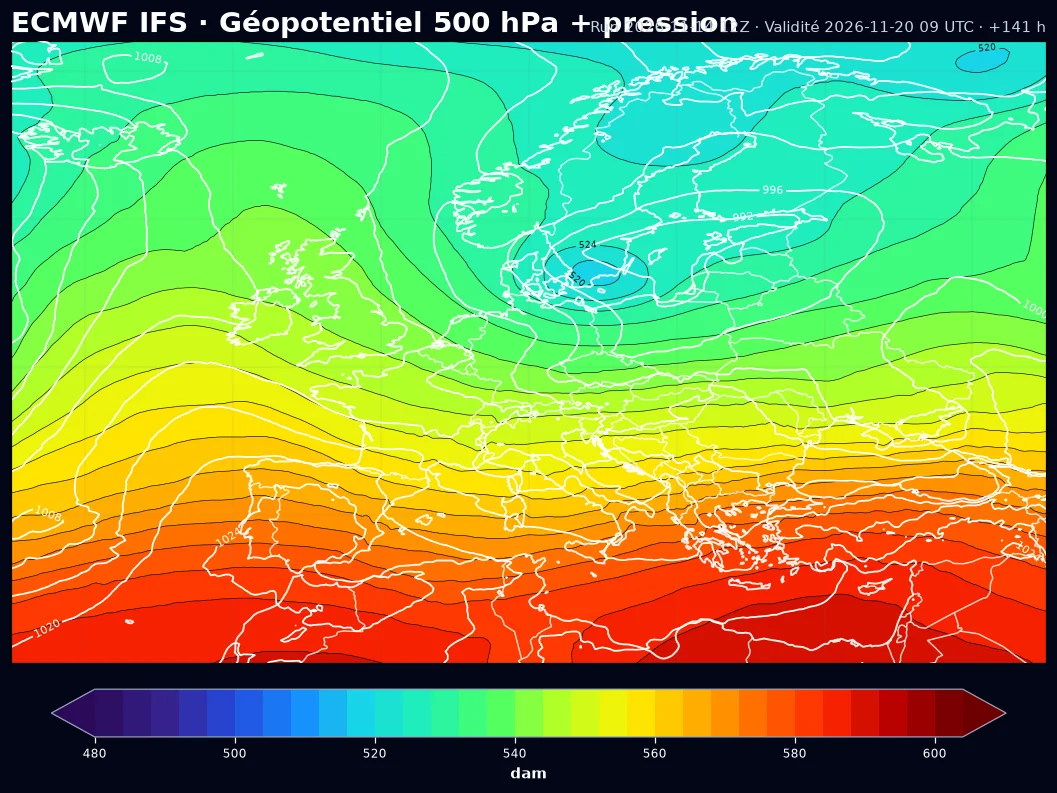 ECMWF IFS · Géopotentiel 500 hPa + pression
Z · Validité 2026-11-20 09 UTC · +141 h
1008
520
996
992
524
520
1000
1008
1024
1020
480 500 520 540 560 580 600
dam